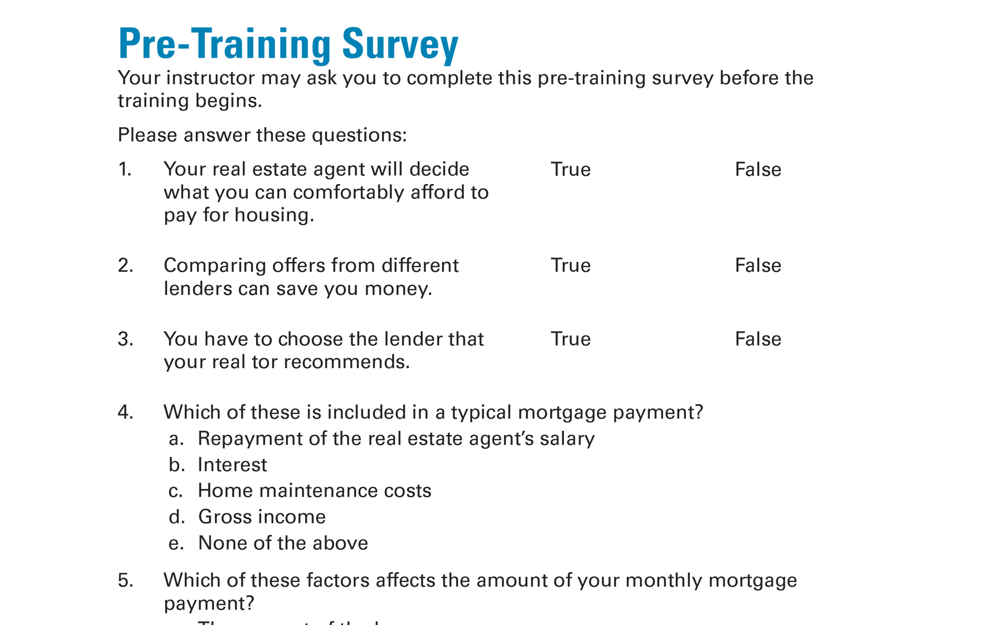 Pre-Training Survey
Your instructor may ask you to complete this pre-training survey before the
training begins.
Please answer these questions:
1. Your real estate agent will decide True False
what you can comfortably afford to
pay for housing.
2. Comparing offers from different True False
lenders can save you money.
3. You have to choose the lender that True False
your real tor recommends.
4. Which of these is included in a typical mortgage payment?
a. Repayment of the real estate agent’s salary
b. Interest
c. Home maintenance costs
d. Gross income
e. None of the above
5. Which of these factors affects the amount of your monthly mortgage
payment?